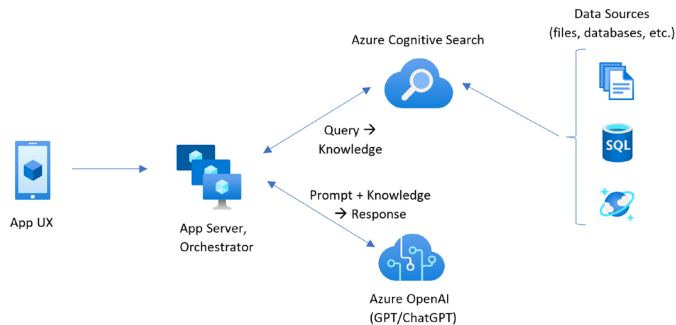 Data Sources
(files, databases, etc.)
Azure Cognitive Search
Query →
Knowledge
SQL
Prompt + Knowledge
→ Response
App UX
App Server,
Orchestrator
Azure OpenAI
(GPT/ChatGPT)